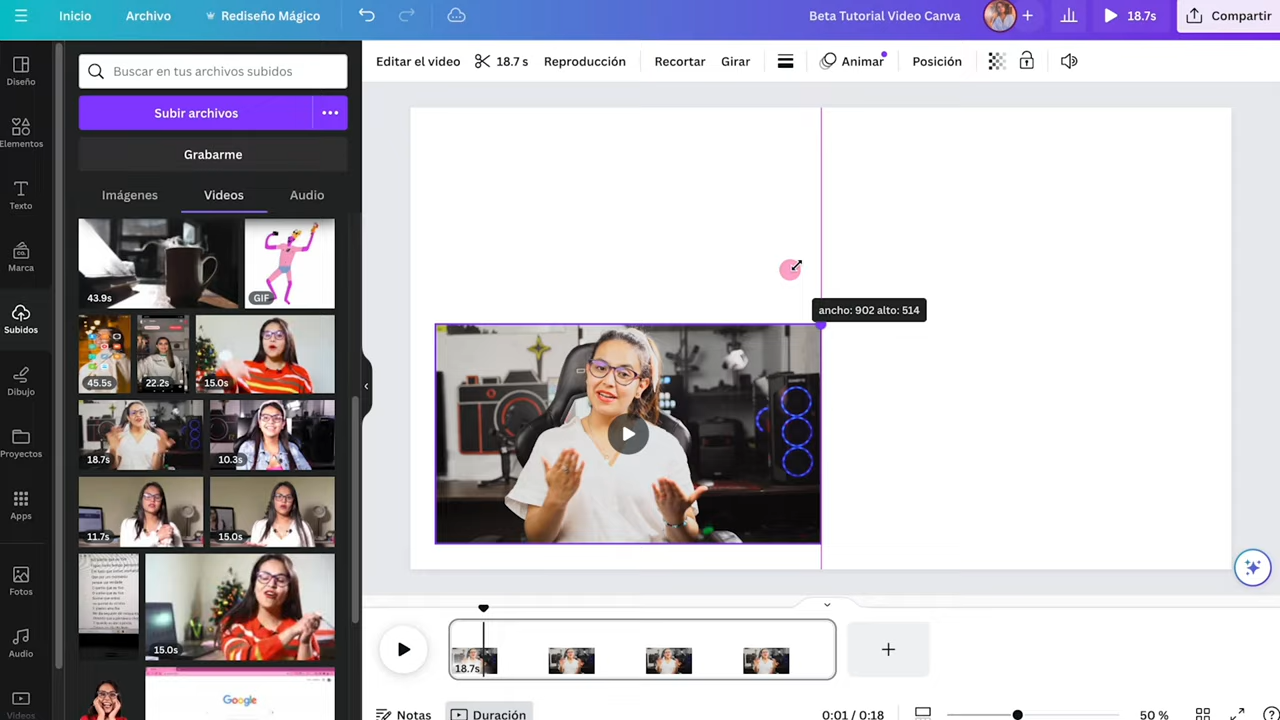 Inicio
Archivo
Rediseño Mágico
Beta Tutorial Video Canva
18.7s
Compartir
Diseño
Elementos
Texto
Marca
Subidos
Dibujo
Proyectos
Apps
Fotos
Audio
Videos
Buscar en tus archivos subidos
Subir archivos
Grabarme
Imágenes
Videos
Audio
43.9s
GIF
45.5s
22.2s
15.0s
18.7s
10.3s
11.7s
15.0s
15.0s
Google
Editar el video
18.7 s
Reproducción
Recortar
Girar
Animar
Posición
ancho: 902 alto: 514
18.7s
Notas
Duración
0:01 / 0:18
50 %